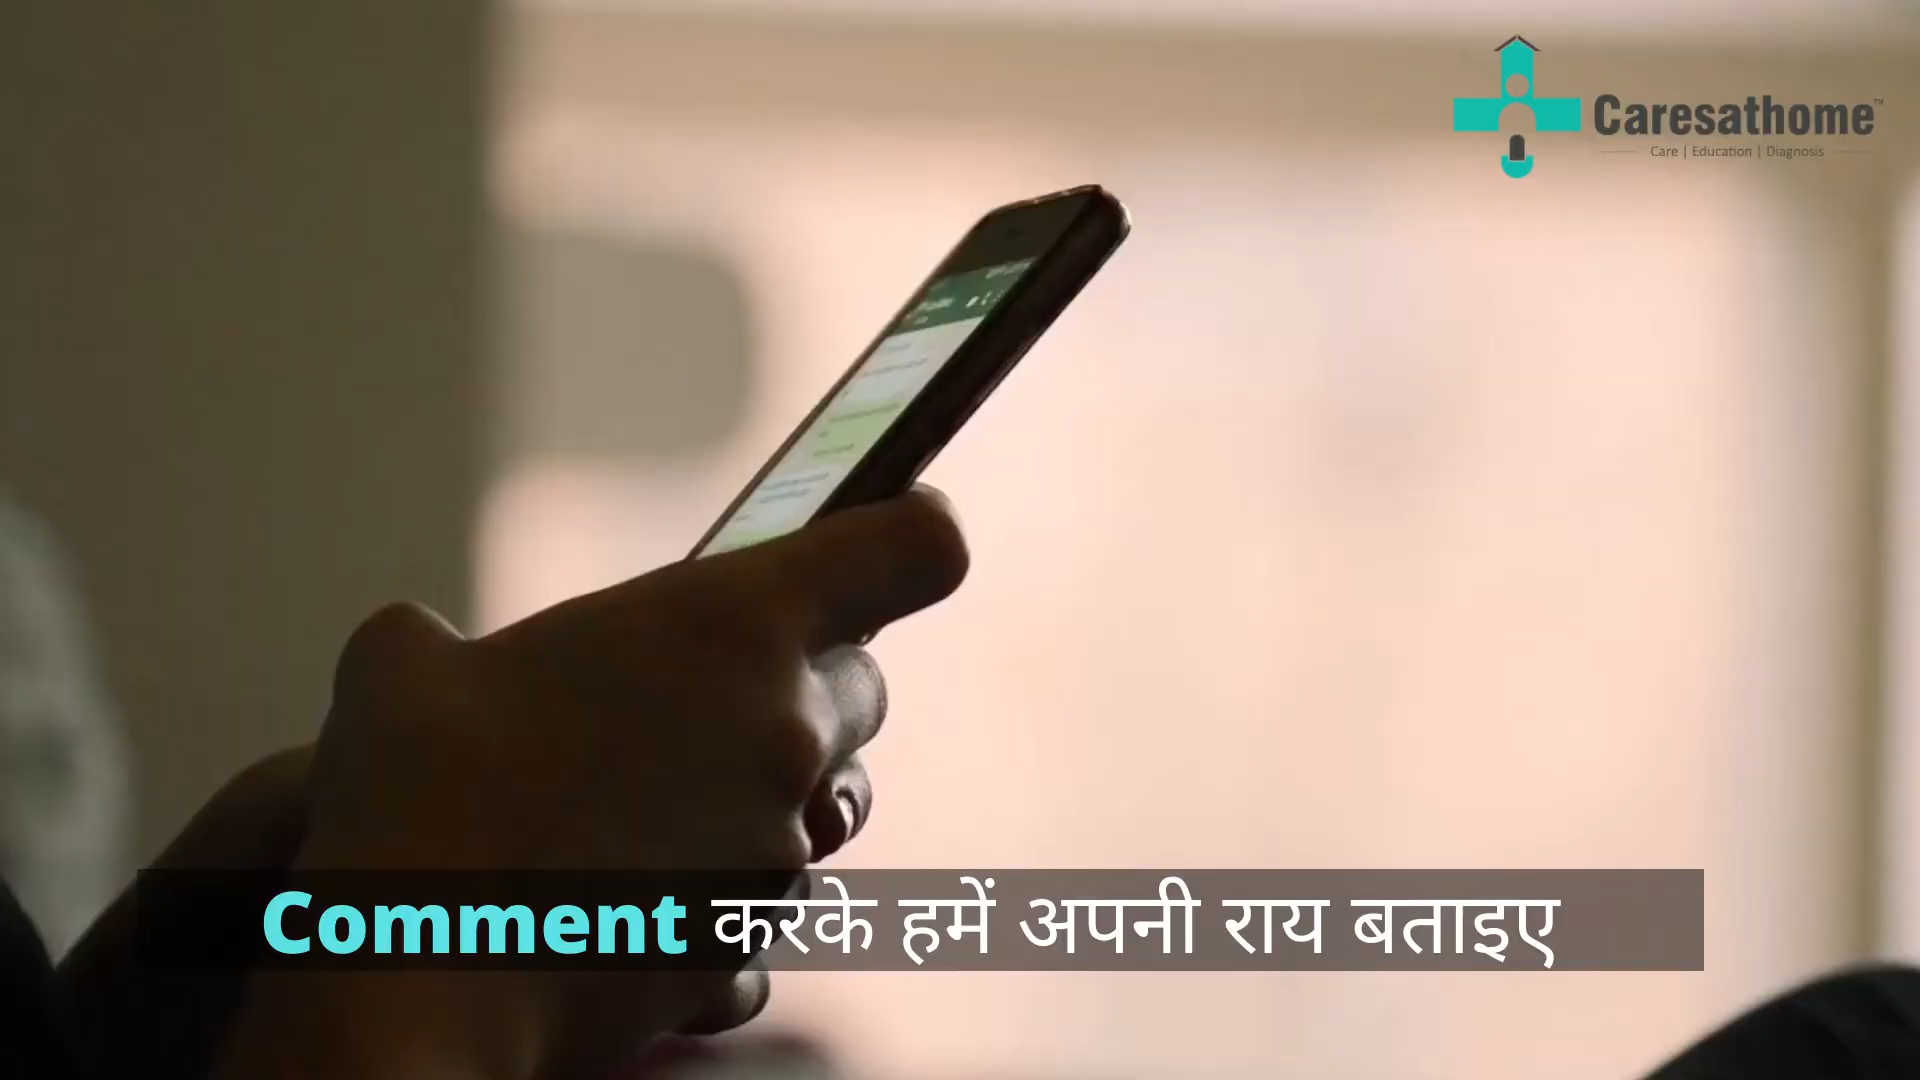 Caresathome™
Care | Education | Diagnosis
Comment करके हमें अपनी राय बताइए